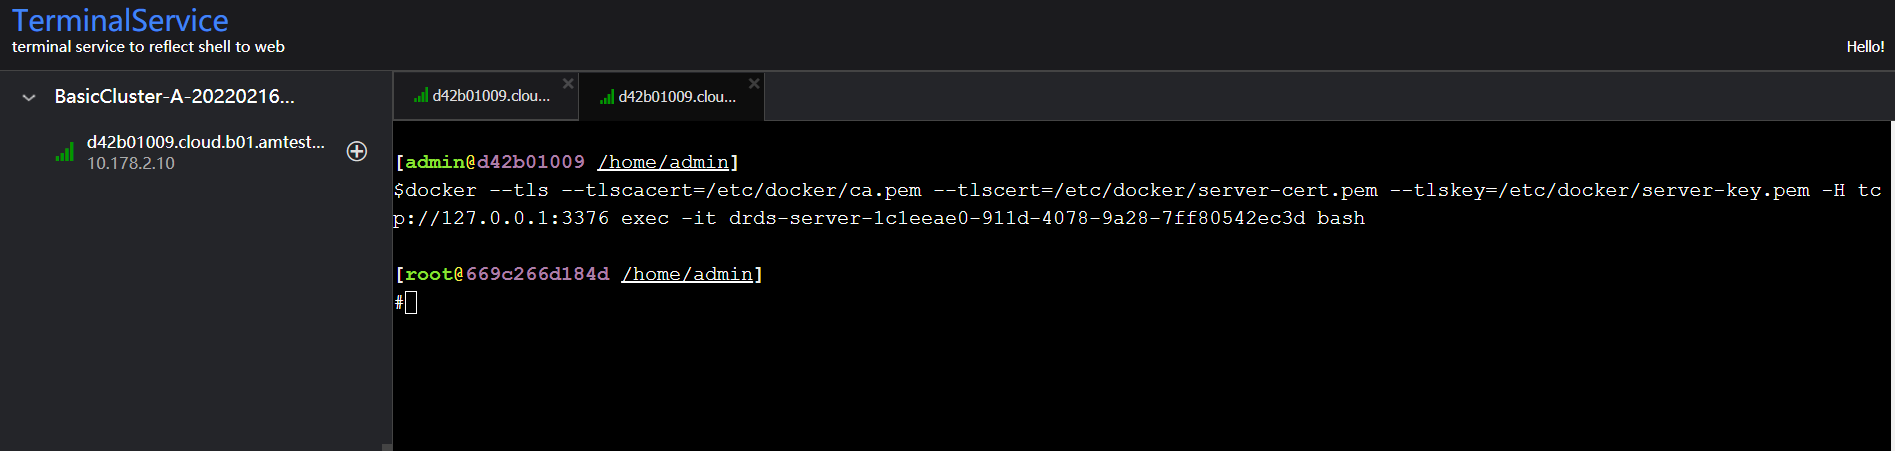 TerminalService
terminal service to reflect shell to web
Hello!
BasicCluster-A-20220216...
d42b01009.cloud.b01.amtest...
10.178.2.10
d42b01009.clou...
d42b01009.clou...
[admin@d42b01009 /home/admin]
$docker --tls --tlscacert=/etc/docker/ca.pem --tlscert=/etc/docker/server-cert.pem --tlskey=/etc/docker/server-key.pem -H tc
p://127.0.0.1:3376 exec -it drds-server-1c1eeae0-911d-4078-9a28-7ff80542ec3d bash
[root@669c266d184d /home/admin]
#